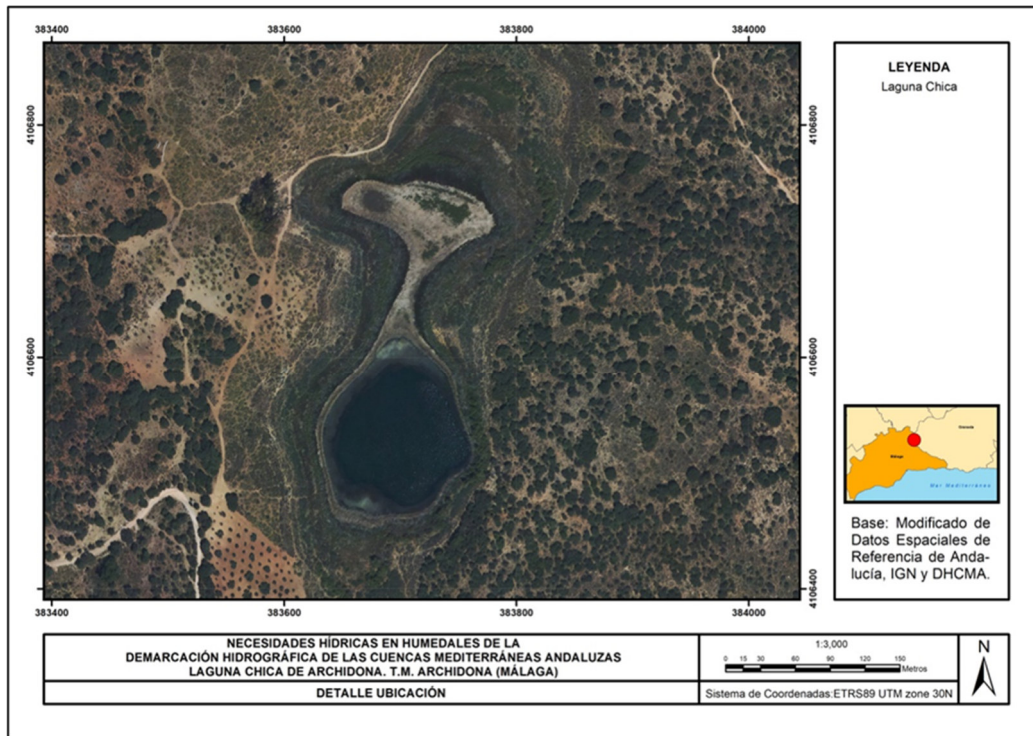 383400 383600 383800 384000
4106800 4106800
4106600 4106600
4106400 4106400
383400 383600 383800 384000
LEYENDA
Laguna Chica
Granada
Málaga
Mar Mediterráneo
Base: Modificado de
Datos Espaciales de
Referencia de Anda-
lucía, IGN y DHCMA.
NECESIDADES HÍDRICAS EN HUMEDALES DE LA
DEMARCACIÓN HIDROGRÁFICA DE LAS CUENCAS MEDITERRÁNEAS ANDALUZAS
LAGUNA CHICA DE ARCHIDONA. T.M. ARCHIDONA (MÁLAGA)
DETALLE UBICACIÓN
1:3,000
0 15 30 60 90 120 150
Metros
Sistema de Coordenadas:ETRS89 UTM zone 30N
N